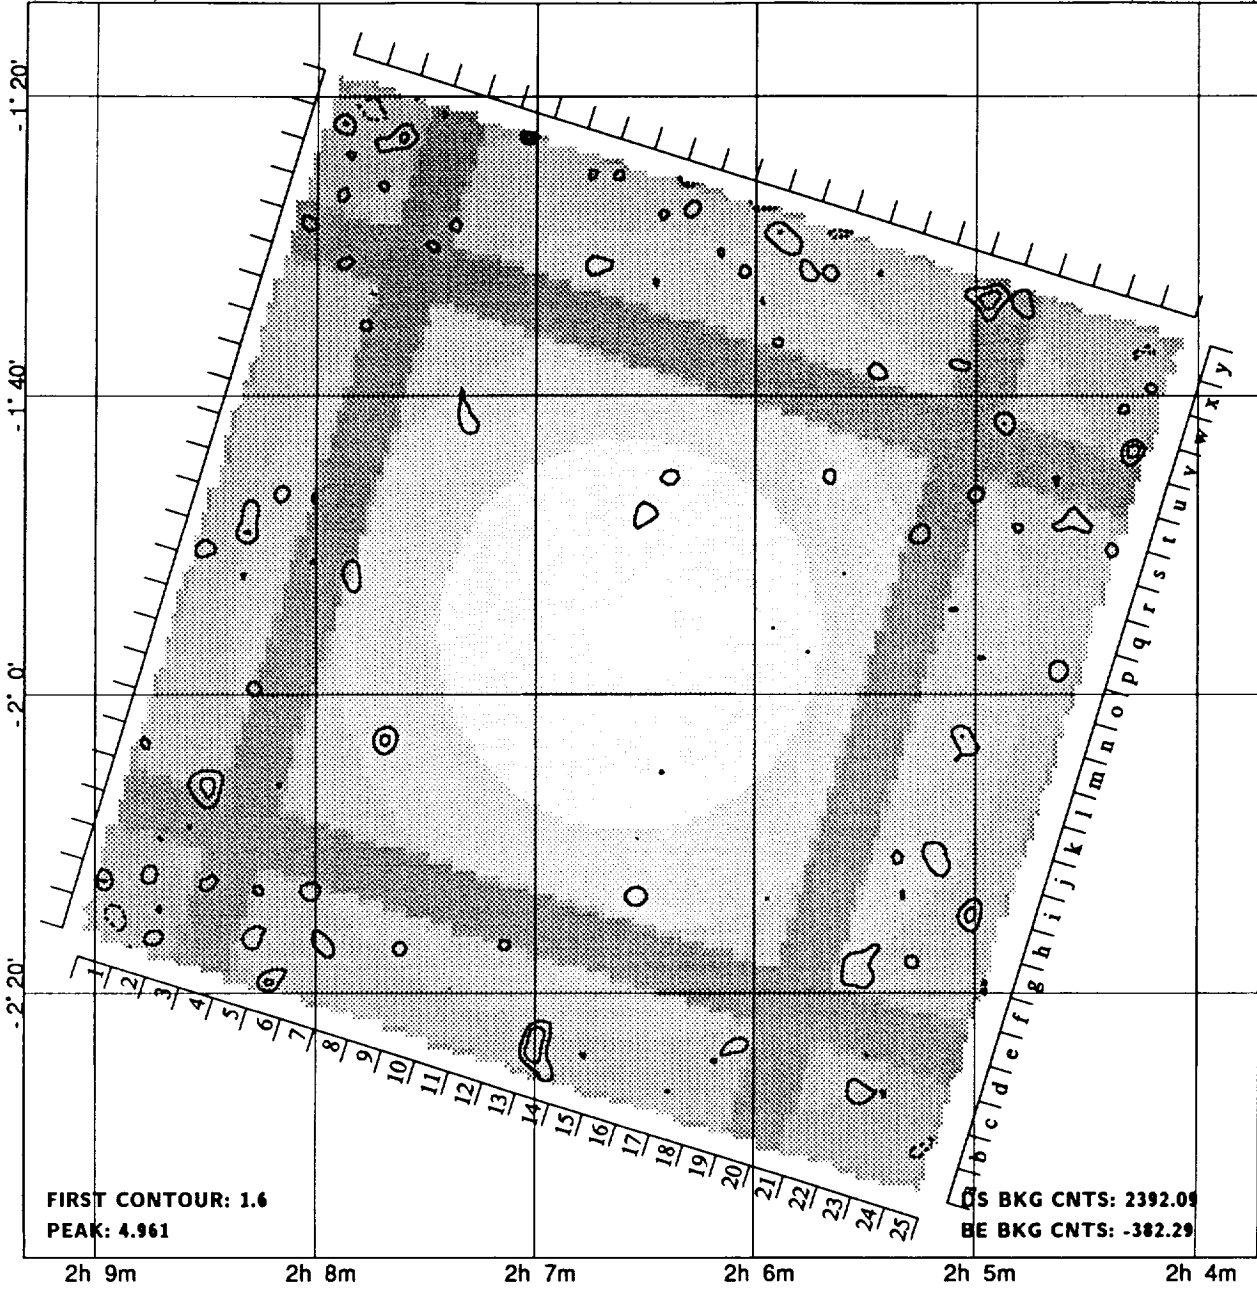 -1° 20'
-1° 40'
-2° 0'
-2° 20'
1 2 3 4 5 6 7 8 9 10 11 12 13 14 15 16 17 18 19 20 21 22 23 24 25
a b c d e f g h i j k l m n o p q r s t u v w x y
FIRST CONTOUR: 1.6
PEAK: 4.961
DS BKG CNTS: 2392.09
BE BKG CNTS: -382.29
2h 9m 2h 8m 2h 7m 2h 6m 2h 5m 2h 4m